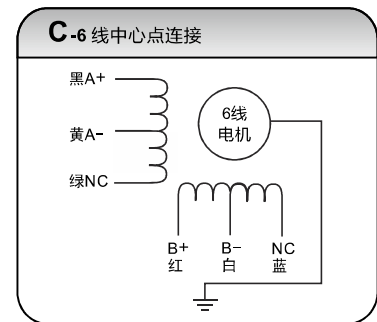 C-6 线中心点连接
黑A+
黄A-
绿NC
6线
电机
B+ B- NC
红 白 蓝